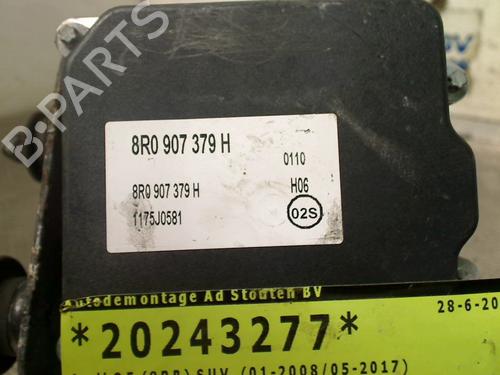 B-PARTS
8R0 907 379 H
0110
8R0 907 379 H
H06
1175J0581
02S
Autodemontage Ad Stouten BV
*20243277*
28-6-20
SUV (01-2008/05-2017)